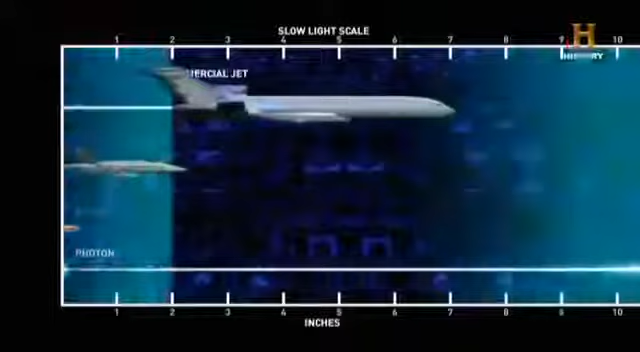 SLOW LIGHT SCALE
1 2 3 4 5 6 7 8 9 10
H
HISTORY
ERCIAL JET
PHOTON
1 2 3 4 5 6 7 8 9 10
INCHES